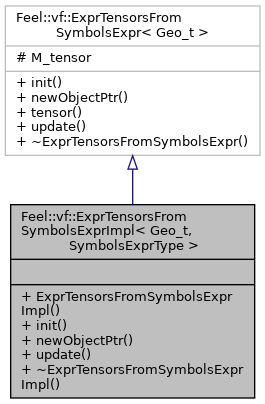 Feel::vf::ExprTensorsFrom
SymbolsExpr< Geo_t >
# M_tensor
+ init()
+ newObjectPtr()
+ tensor()
+ update()
+ ~ExprTensorsFromSymbolsExpr()
Feel::vf::ExprTensorsFrom
SymbolsExprImpl< Geo_t,
SymbolsExprType >
+ ExprTensorsFromSymbolsExpr
Impl()
+ init()
+ newObjectPtr()
+ update()
+ ~ExprTensorsFromSymbolsExpr
Impl()